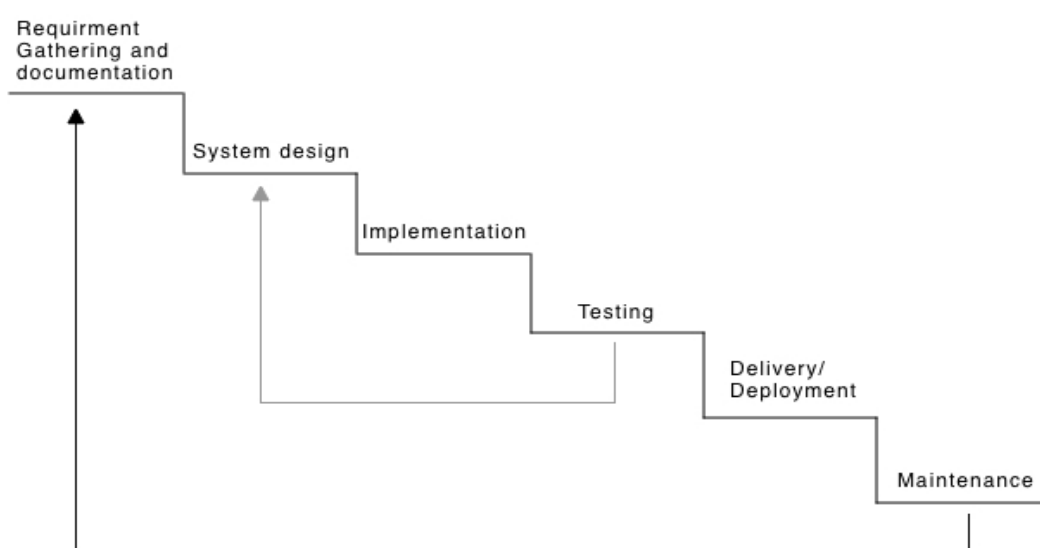 Requirment
Gathering and
documentation
System design
Implementation
Testing
Delivery/
Deployment
Maintenance